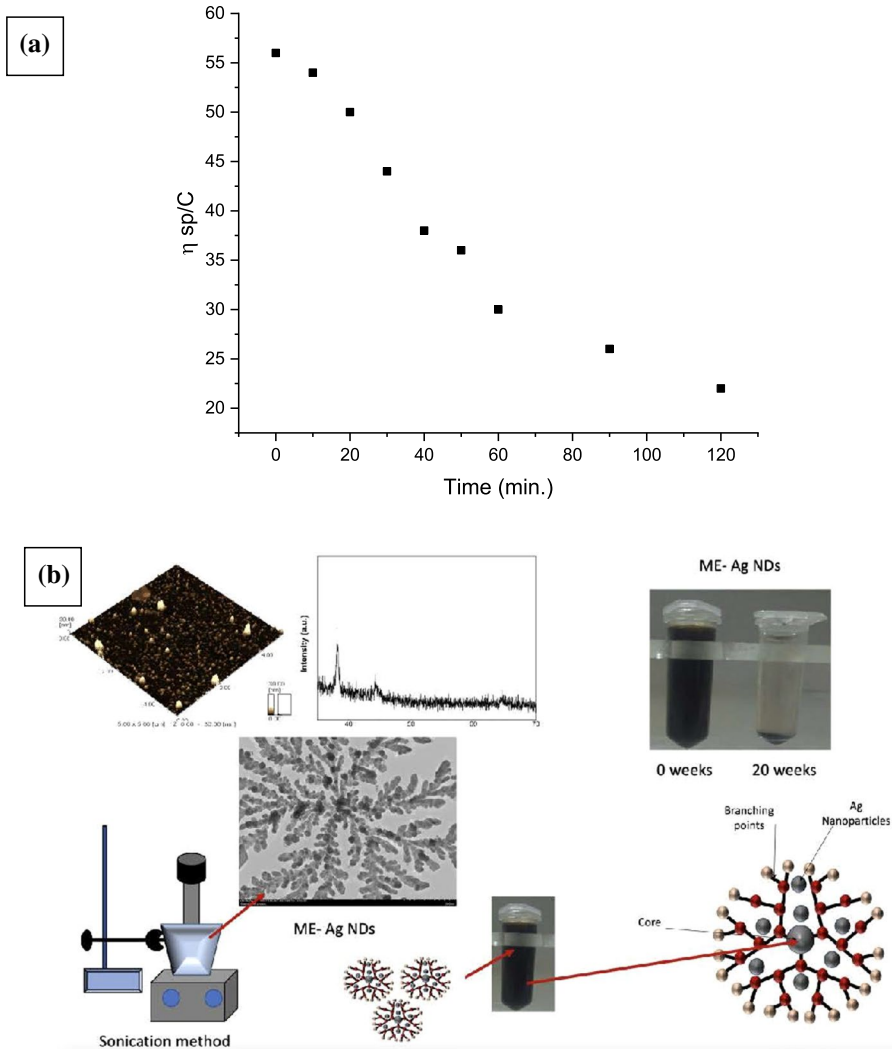 (a)
60
55
50
45
40
35
30
25
20
η sp/C
0
20
40
60
80
100
120
Time (min.)
(b)
ME- Ag NDs
Intensity [a.u.]
0 weeks
20 weeks
Branching
points
Ag
Nanoparticles
Core
ME- Ag NDs
Sonication method